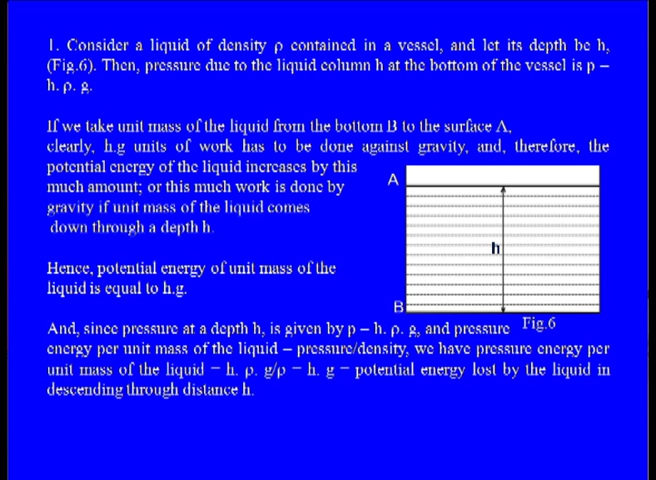 1. Consider a liquid of density ρ contained in a vessel, and let its depth be h,
(Fig.6). Then, pressure due to the liquid column h at the bottom of the vessel is p =
h. ρ. g.
If we take unit mass of the liquid from the bottom B to the surface A,
clearly, h.g units of work has to be done against gravity, and, therefore, the
potential energy of the liquid increases by this
much amount; or this much work is done by
gravity if unit mass of the liquid comes
down through a depth h.
A
h
Hence, potential energy of unit mass of the
liquid is equal to h.g.
B
Fig.6
And, since pressure at a depth h, is given by p = h. ρ. g, and pressure
energy per unit mass of the liquid = pressure/density, we have pressure energy per
unit mass of the liquid = h. ρ. g/ρ = h. g = potential energy lost by the liquid in
descending through distance h.